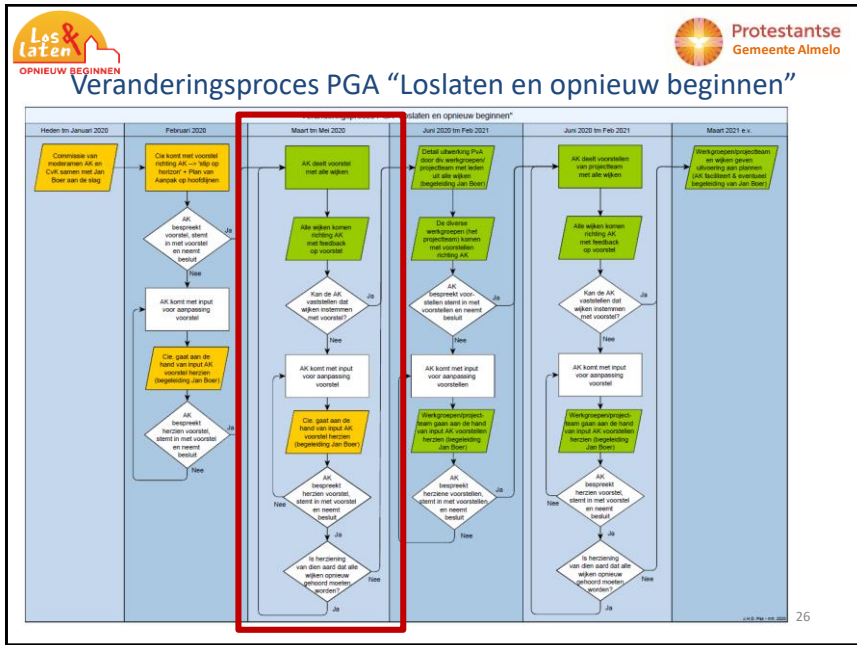 Los &
laten
OPNIEUW BEGINNEN
Protestantse
Gemeente Almelo
Veranderingsproces PGA “Loslaten en opnieuw beginnen”
Heden tm Januari 2020
Commissie van
moderamen AK en
CvK samen met Jan
Boer aan de slag
Februari 2020
Cie komt met voorstel
richting AK --> 'stip op
horizon' + Plan van
Aanpak op hoofdlijnen
AK
bespreekt
voorstel, stemt
in met voorstel
en neemt
besluit
Ja
Nee
AK komt met input
voor aanpassing
voorstel
Cie. gaat aan de
hand van input AK
voorstel herzien
(begeleiding Jan Boer)
AK
bespreekt
herzien voorstel,
stemt in met voorstel
en neemt
besluit
Ja
Nee
Maart tm Mei 2020
AK deelt voorstel
met alle wijken
Alle wijken komen
richting AK
met feedback
op voorstel
Kan de AK
vaststellen dat
wijken instemmen
met voorstel?
Ja
Nee
AK komt met input
voor aanpassing
voorstel
Cie. gaat aan de
hand van input AK
voorstel herzien
(begeleiding Jan Boer)
AK
bespreekt
herzien voorstel,
stemt in met voorstel
en neemt
besluit
Nee
Ja
Is herziening
van dien aard dat alle
wijken opnieuw
gehoord moeten
worden?
Nee
Ja
Juni 2020 tm Feb 2021
Detail uitwerking PvA
door div werkgroepen/
projectteam met leden
uit alle wijken
(begeleiding Jan Boer)
De diverse
werkgroepen (het
projectteam) komen
met voorstellen
richting AK
AK
bespreekt voor-
stellen stemt in met
voorstellen en neemt
besluit
Ja
Nee
AK komt met input
voor aanpassing
voorstellen
Werkgroepen/project-
team gaan aan de hand
van input AK voorstellen
herzien (begeleiding
Jan Boer)
AK
bespreekt
herziene voorstellen,
stemt in met voorstellen
en neemt
besluit
Ja
Nee
Juni 2020 tm Feb 2021
AK deelt voorstellen
van projectteam
met alle wijken
Alle wijken komen
richting AK
met feedback
op voorstel
Kan de AK
vaststellen dat
wijken instemmen
met voorstel?
Ja
Nee
AK komt met input
voor aanpassing
voorstel
Werkgroepen/project-
team gaan aan de hand
van input AK voorstellen
herzien (begeleiding
Jan Boer)
AK
bespreekt
herzien voorstel,
stemt in met voorstel
en neemt
besluit
Nee
Ja
Is herziening
van dien aard dat alle
wijken opnieuw
gehoord moeten
worden?
Nee
Ja
Maart 2021 e.v.
Werkgroepen/projectteam
en wijken geven
uitvoering aan plannen
(AK faciliteert & eventueel
begeleiding van Jan Boer)
26